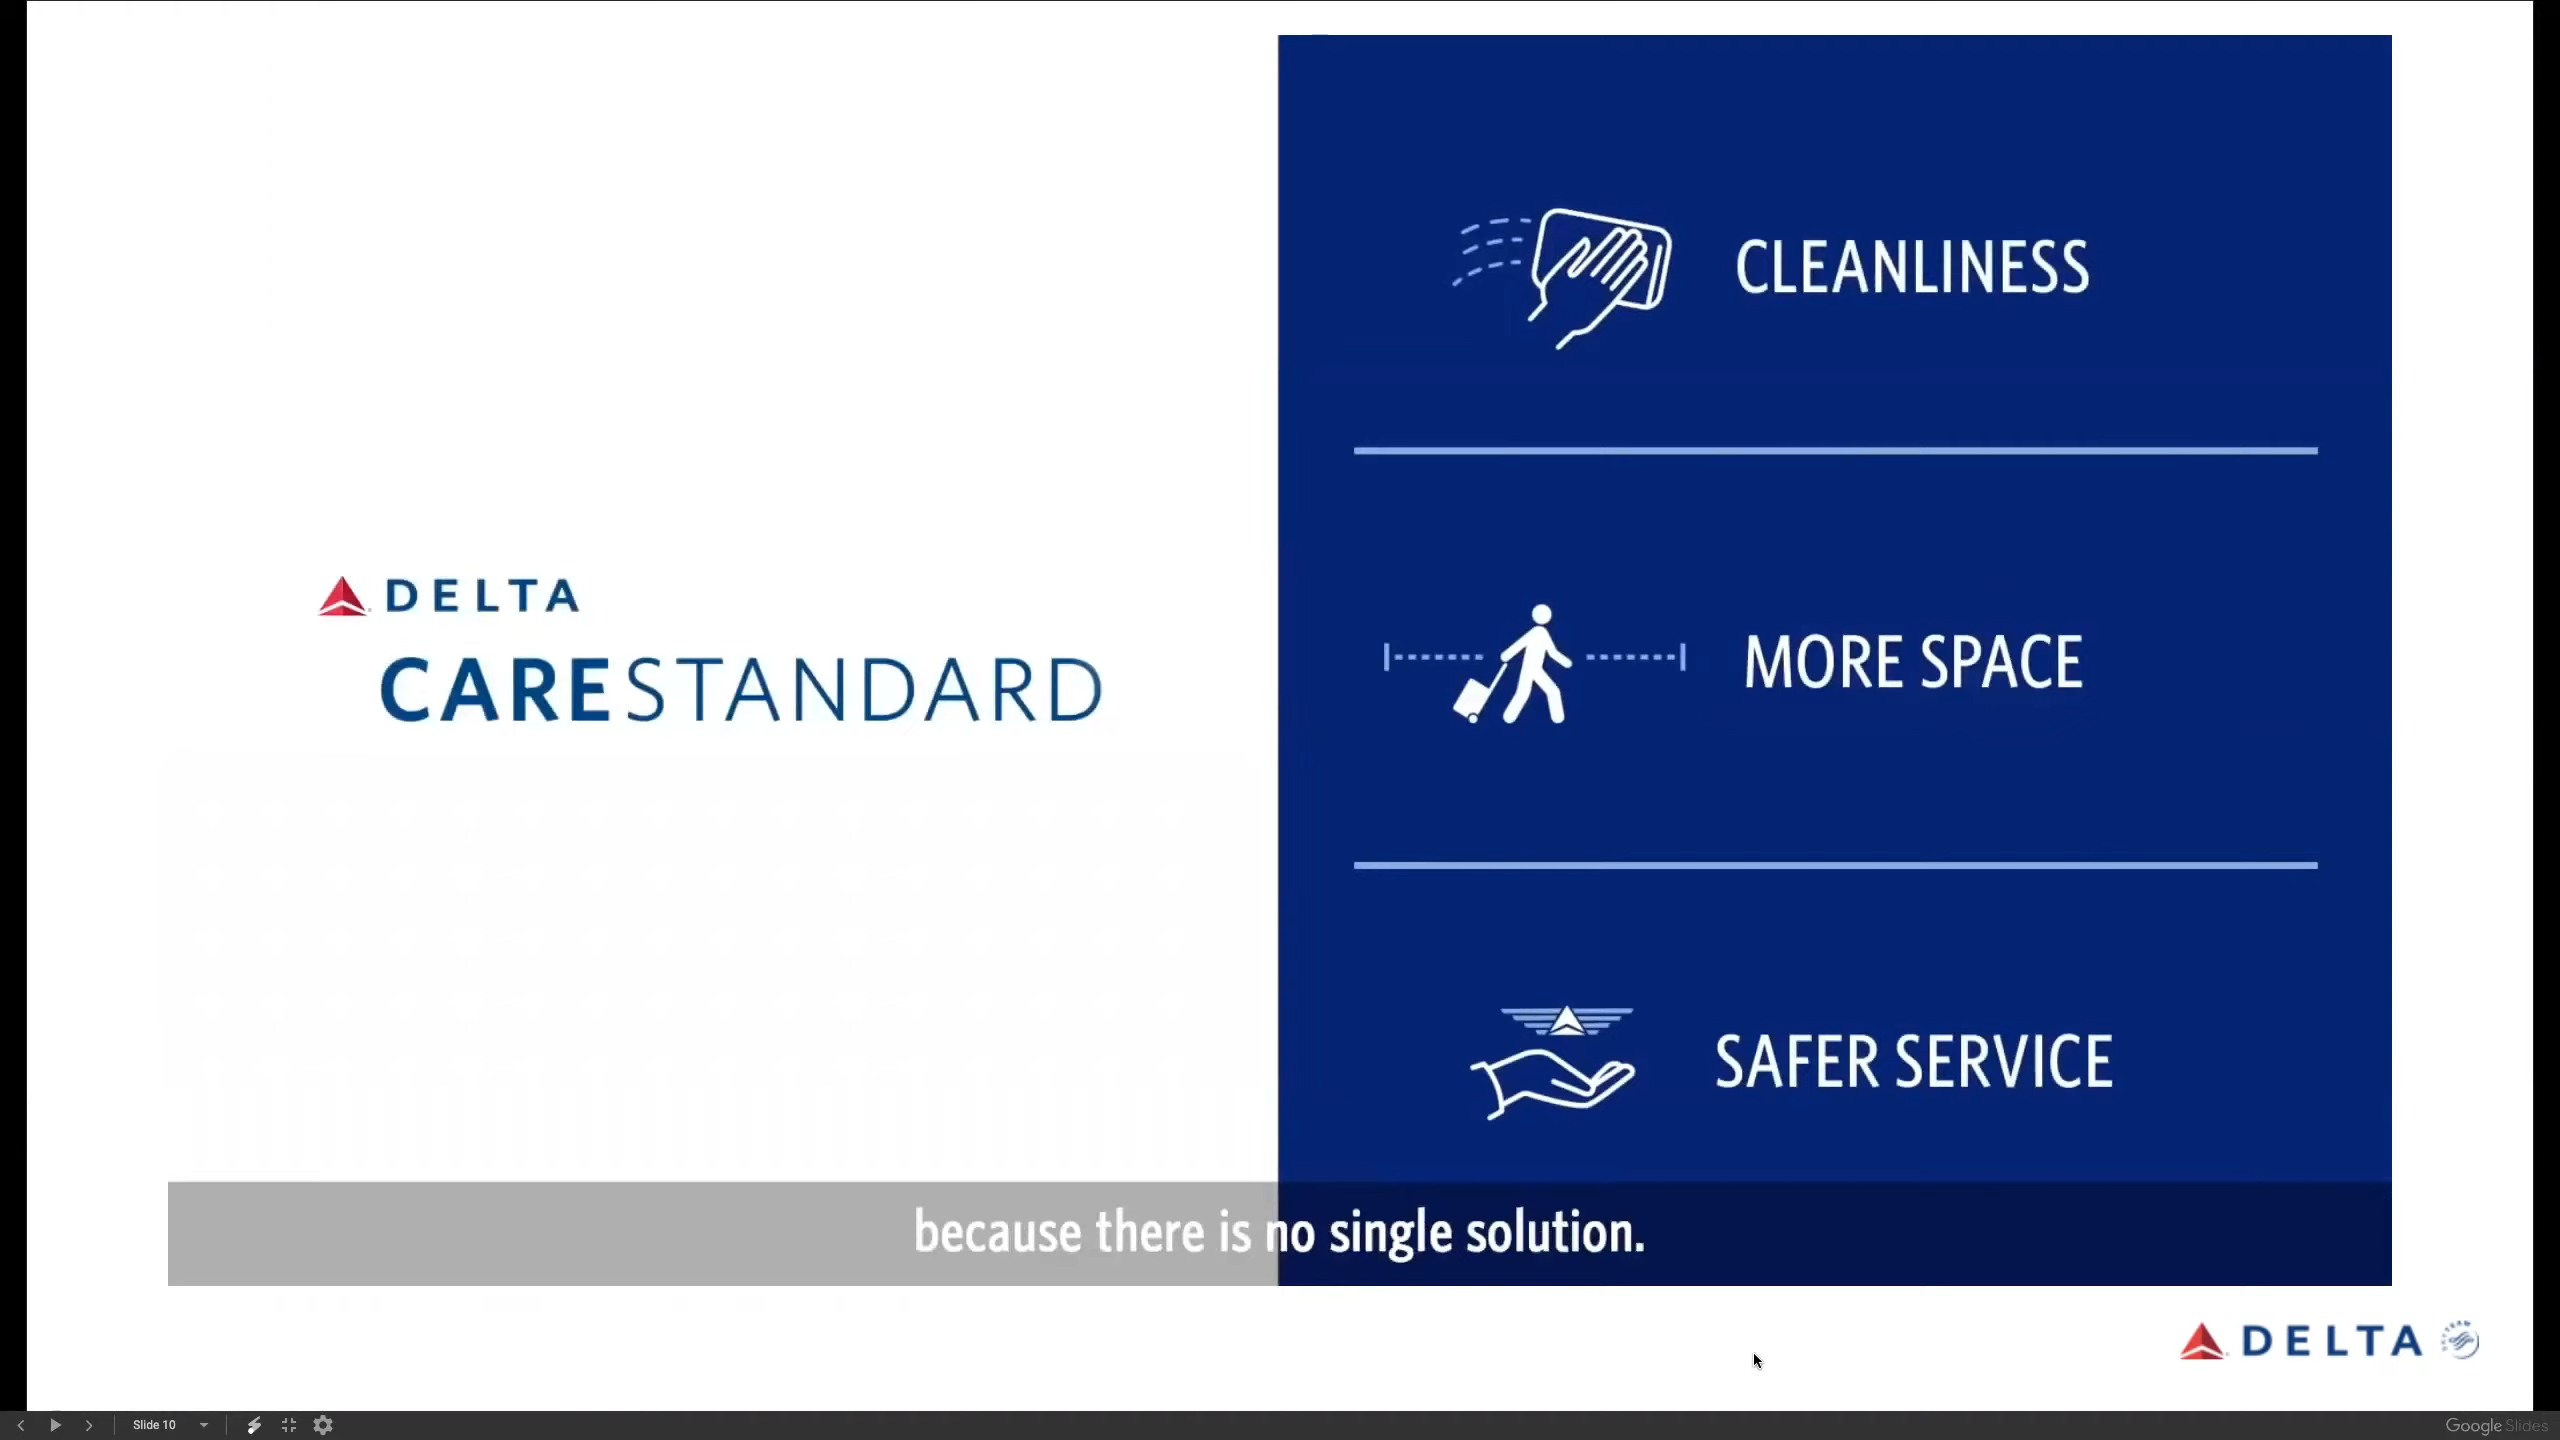 DELTA
CARESTANDARD
CLEANLINESS
MORE SPACE
SAFER SERVICE
because there is no single solution.
DELTA
Slide 10
Google Slides